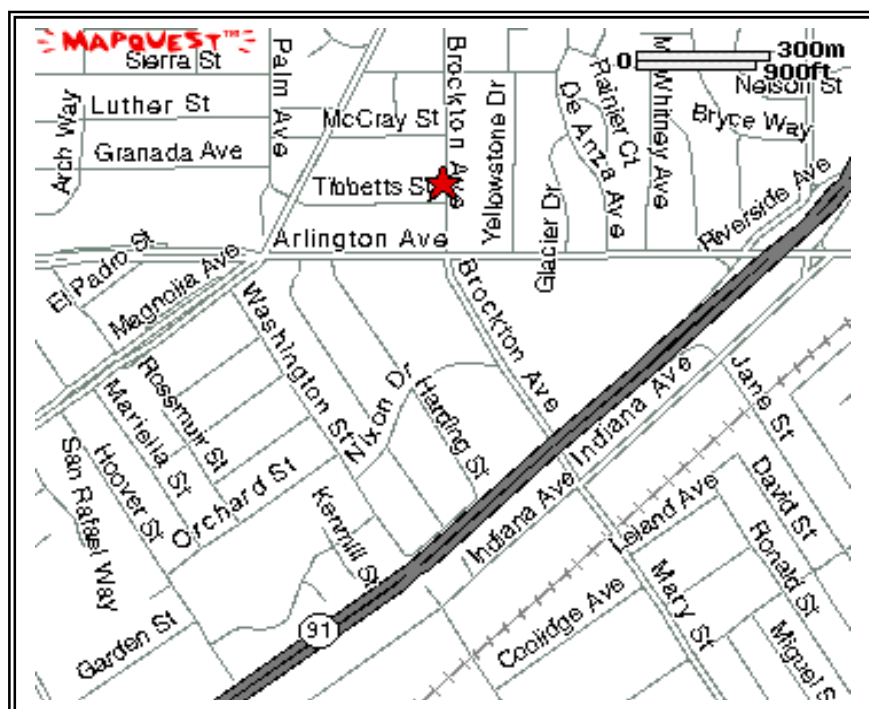 MAPQUEST™
300m
0
900ft
Sierra St
Palm Ave
Brockton Ave
Yellowstone Dr
De Anza Ave
Rainier Ct
Mt Whitney Ave
Nelson St
Bryce Way
Arch Way
Luther St
McCray St
Granada Ave
Tibbetts St
Glacier Dr
Riverside Ave
Arlington Ave
El Padro St
Magnolia Ave
Washington St
Brockton Ave
Rossmuir St
Mariella St
Nixon Dr
Harding St
Indiana Ave
Jane St
San Rafael Way
Hoover St
Orchard St
Kenmill St
Indiana Ave
Leland Ave
David St
Ronald St
Garden St
91
Coolidge Ave
Mary St
Miguel S